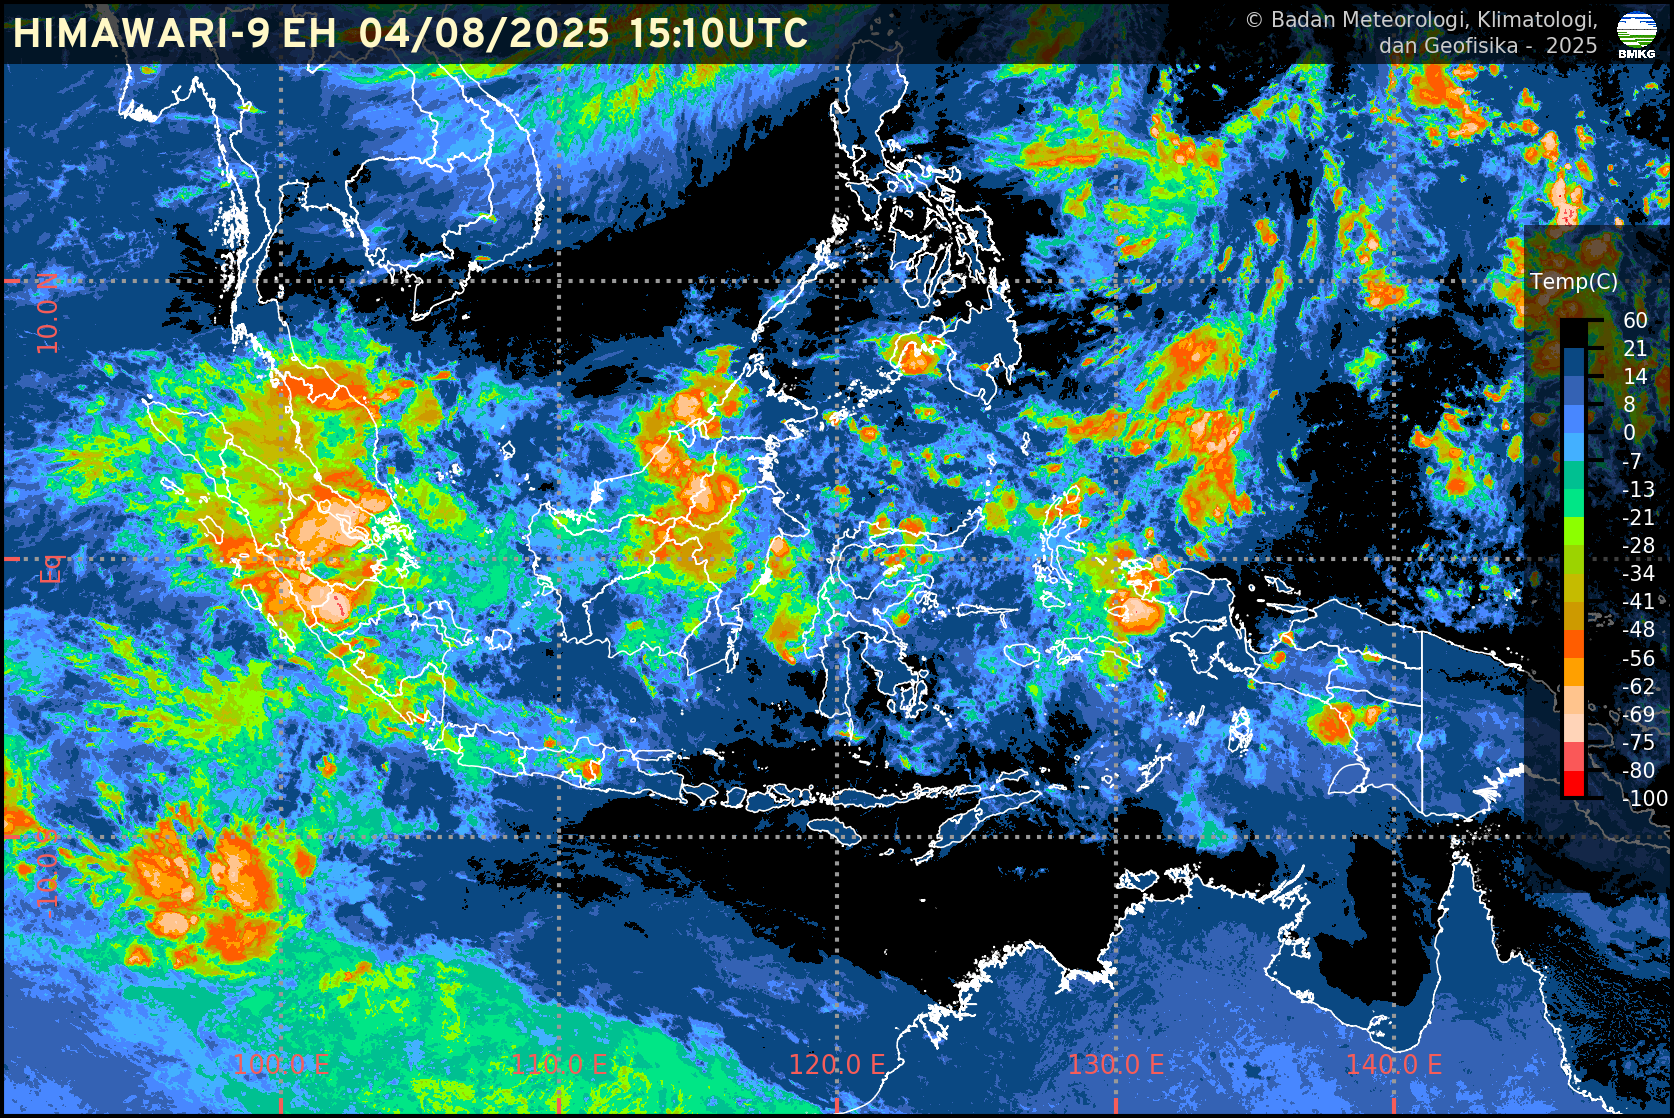 HIMAWARI-9 EH 04/08/2025 15:10UTC
© Badan Meteorologi, Klimatologi,
dan Geofisika - 2025
BMKG
10.0 N
Eq
-10.0 S
Temp(C)
60
21
14
8
0
-7
-13
-21
-28
-34
-41
-48
-56
-62
-69
-75
-80
-100
100.0 E
110.0 E
120.0 E
130.0 E
140.0 E